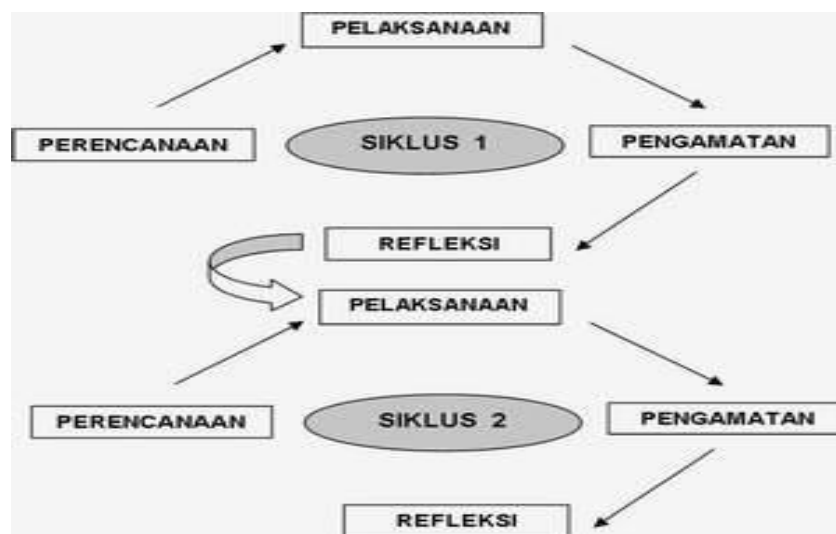 PELAKSANAAN
PERENCANAAN
SIKLUS 1
PENGAMATAN
REFLEKSI
PELAKSANAAN
PERENCANAAN
SIKLUS 2
PENGAMATAN
REFLEKSI